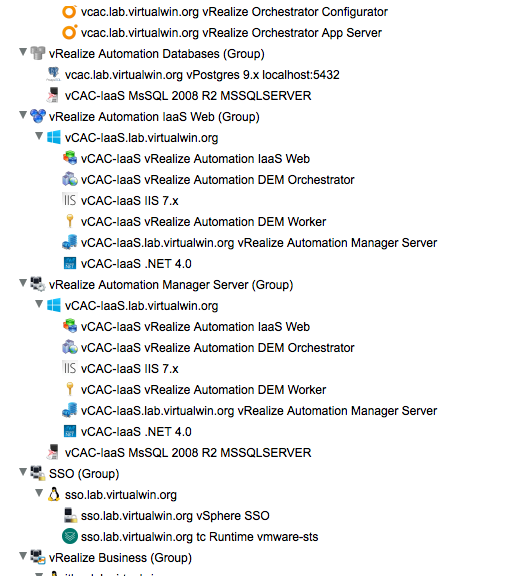 vcac.lab.virtualwin.org vRealize Orchestrator Configurator
vcac.lab.virtualwin.org vRealize Orchestrator App Server
vRealize Automation Databases (Group)
vcac.lab.virtualwin.org vPostgres 9.x localhost:5432
vCAC-IaaS MsSQL 2008 R2 MSSQLSERVER
vRealize Automation IaaS Web (Group)
vCAC-IaaS.lab.virtualwin.org
vCAC-IaaS vRealize Automation IaaS Web
vCAC-IaaS vRealize Automation DEM Orchestrator
IIS vCAC-IaaS IIS 7.x
vCAC-IaaS vRealize Automation DEM Worker
vCAC-IaaS.lab.virtualwin.org vRealize Automation Manager Server
vCAC-IaaS .NET 4.0
vRealize Automation Manager Server (Group)
vCAC-IaaS.lab.virtualwin.org
vCAC-IaaS vRealize Automation IaaS Web
vCAC-IaaS vRealize Automation DEM Orchestrator
IIS vCAC-IaaS IIS 7.x
vCAC-IaaS vRealize Automation DEM Worker
vCAC-IaaS.lab.virtualwin.org vRealize Automation Manager Server
vCAC-IaaS .NET 4.0
vCAC-IaaS MsSQL 2008 R2 MSSQLSERVER
SSO (Group)
sso.lab.virtualwin.org
sso.lab.virtualwin.org vSphere SSO
sso.lab.virtualwin.org tc Runtime vmware-sts
vRealize Business (Group)